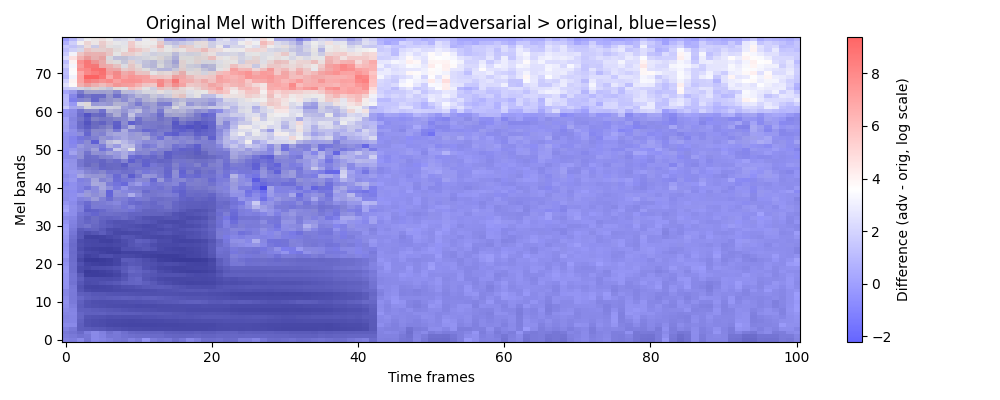 Original Mel with Differences (red=adversarial > original, blue=less)
70
60
50
40
30
20
10
0
Mel bands
0 20 40 60 80 100
Time frames
8
6
4
2
0
−2
Difference (adv - orig, log scale)